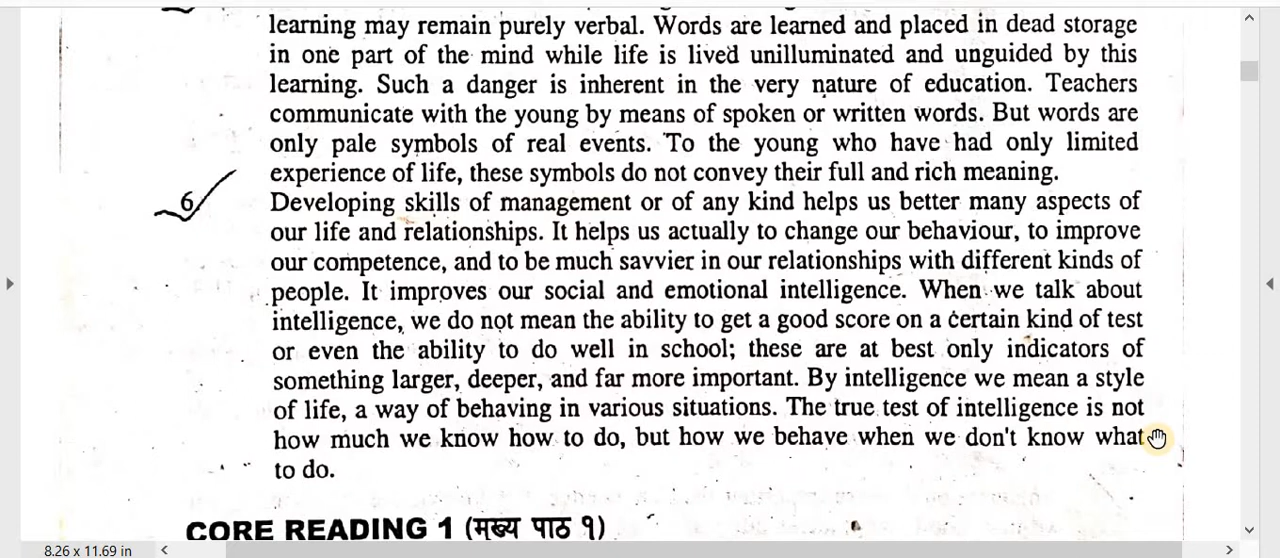 learning may remain purely verbal. Words are learned and placed in dead storage
in one part of the mind while life is lived unilluminated and unguided by this
learning. Such a danger is inherent in the very nature of education. Teachers
communicate with the young by means of spoken or written words. But words are
only pale symbols of real events. To the young who have had only limited
experience of life, these symbols do not convey their full and rich meaning.
6 Developing skills of management or of any kind helps us better many aspects of
our life and relationships. It helps us actually to change our behaviour, to improve
our competence, and to be much savvier in our relationships with different kinds of
people. It improves our social and emotional intelligence. When we talk about
intelligence, we do not mean the ability to get a good score on a certain kind of test
or even the ability to do well in school; these are at best only indicators of
something larger, deeper, and far more important. By intelligence we mean a style
of life, a way of behaving in various situations. The true test of intelligence is not
how much we know how to do, but how we behave when we don't know what
to do.
CORE READING 1 (मख्य पाठ १)
8.26 x 11.69 in